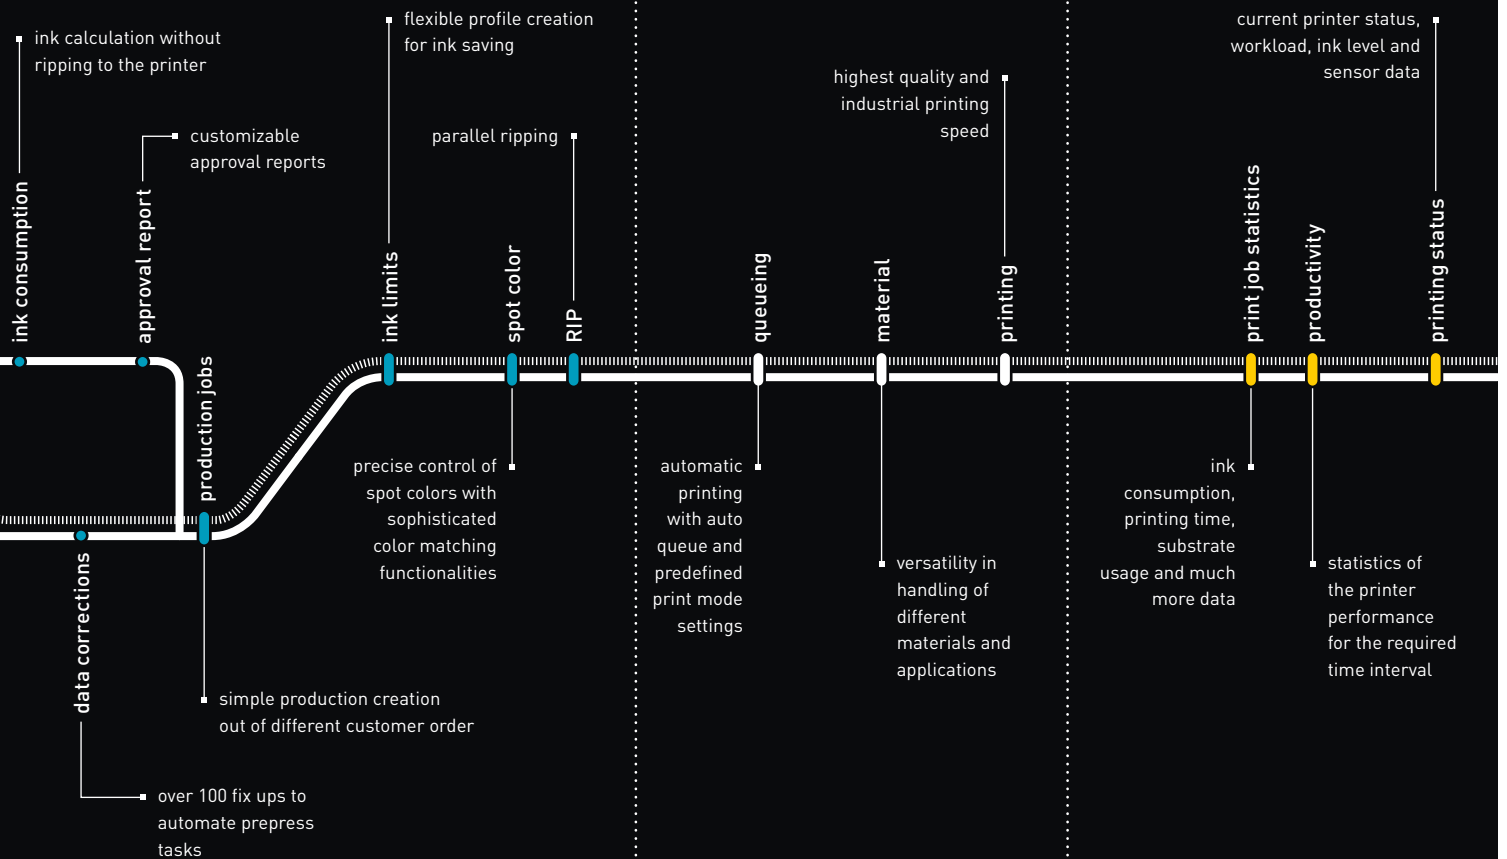 ink calculation without
ripping to the printer
ink consumption
customizable
approval reports
approval report
flexible profile creation
for ink saving
ink limits
spot color
parallel ripping
RIP
production jobs
data corrections
precise control of
spot colors with
sophisticated
color matching
functionalities
simple production creation
out of different customer order
over 100 fix ups to
automate prepress
tasks
highest quality and
industrial printing
speed
queueing
material
printing
automatic
printing
with auto
queue and
predefined
print mode
settings
versatility in
handling of
different
materials and
applications
current printer status,
workload, ink level and
sensor data
print job statistics
productivity
printing status
ink
consumption,
printing time,
substrate
usage and much
more data
statistics of
the printer
performance
for the required
time interval